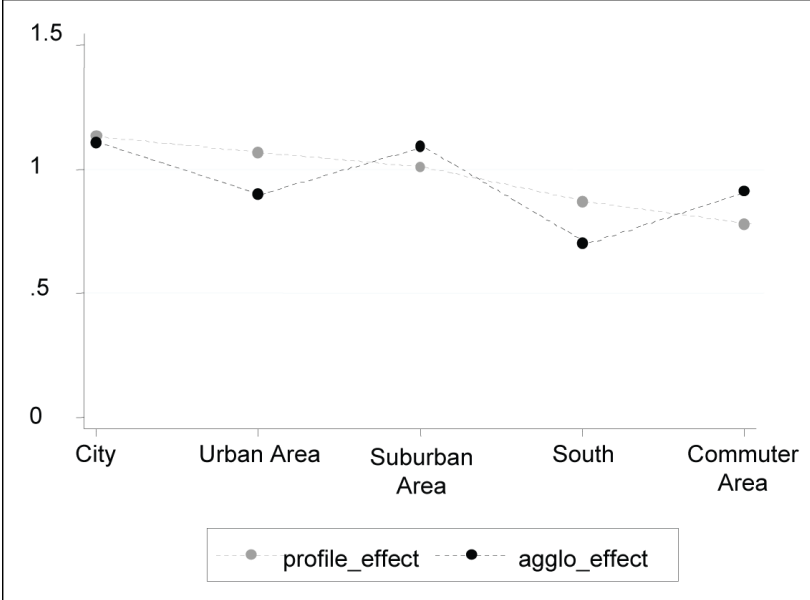 1.5
1
.5
0
City
Urban Area
Suburban
Area
South
Commuter
Area
profile_effect
agglo_effect